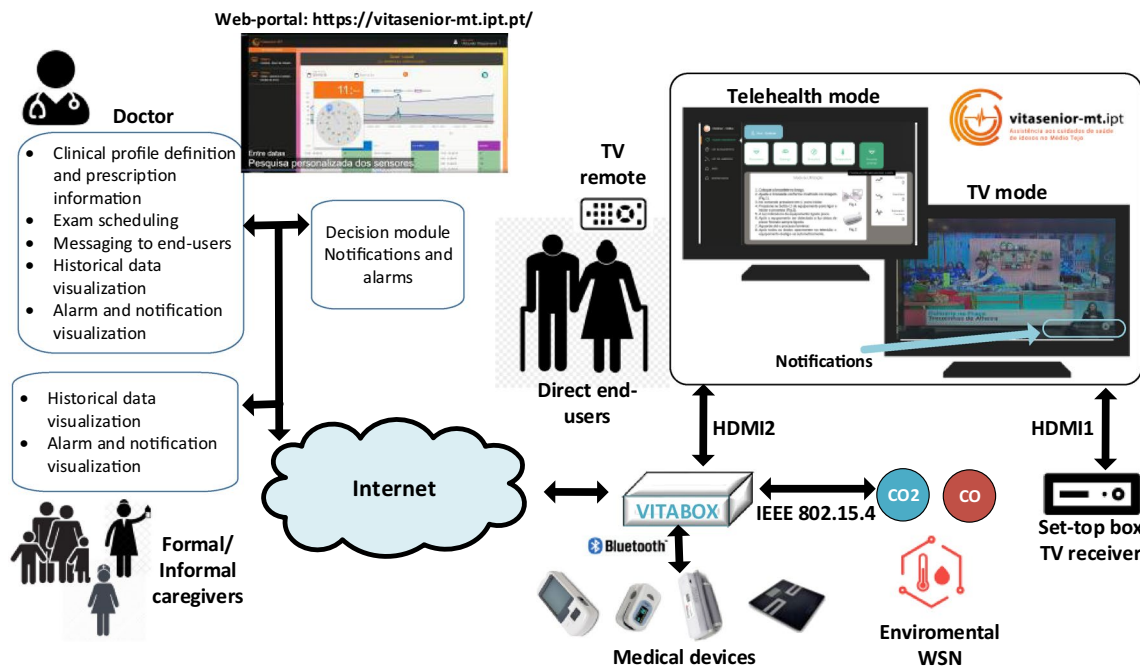 Web-portal: https://vitasenior-mt.ipt.pt/
11:
Entre datas
Pesquisa personalizada dos sensores
Doctor
• Clinical profile definition
and prescription
information
• Exam scheduling
• Messaging to end-users
• Historical data
visualization
• Alarm and notification
visualization
Decision module
Notifications and
alarms
• Historical data
visualization
• Alarm and notification
visualization
Formal/
Informal
caregivers
Internet
TV
remote
Direct end-
users
Telehealth mode
vitasenior-mt.ipt
Assistência aos cuidados de saúde
de idosos no Médio Tejo
TV mode
Notifications
HDMI2
HDMI1
VITABOX
IEEE 802.15.4
CO2
CO
Set-top box
TV receiver
Bluetooth™
Medical devices
Enviromental
WSN